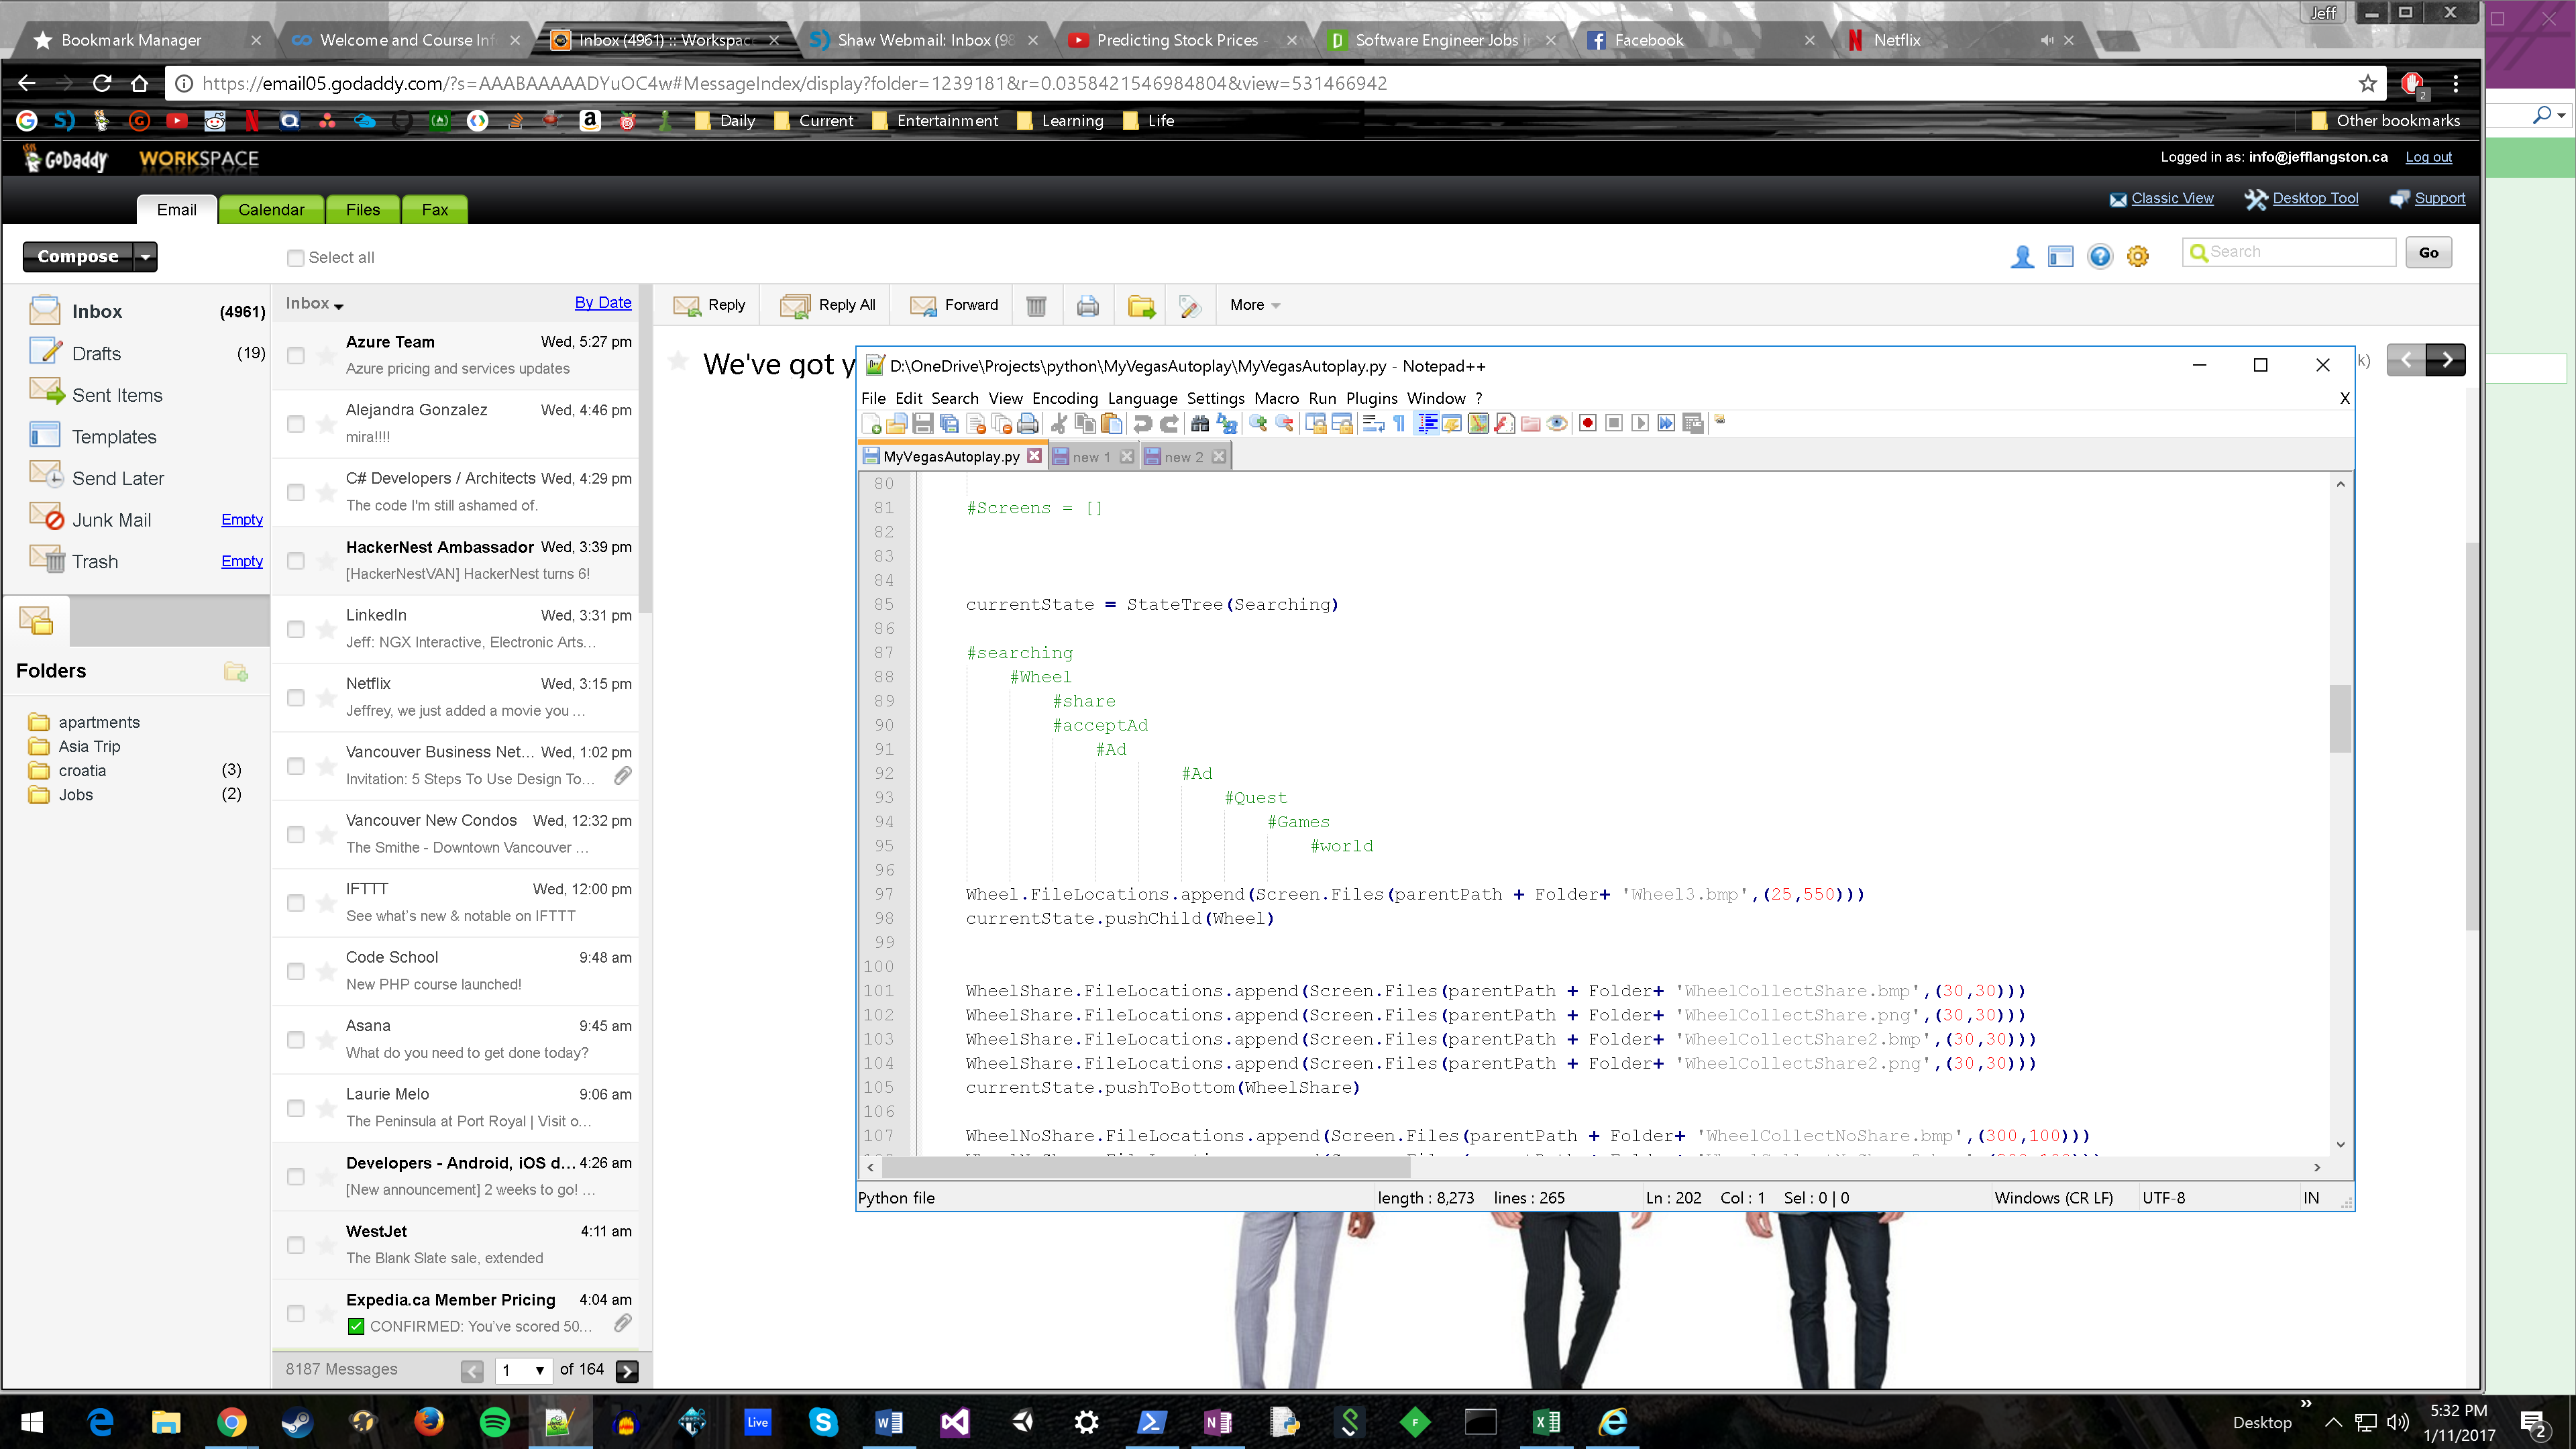 Jeff
Bookmark Manager
Welcome and Course Inf
Inbox (4961) :: Workspac
Shaw Webmail: Inbox (98
Predicting Stock Prices
Software Engineer Jobs i
Facebook
Netflix
https://email05.godaddy.com/?s=AAABAAAAADYuOC4w#MessageIndex/display?folder=1239181&r=0.0358421546984804&view=531466942
2
Daily
Current
Entertainment
Learning
Life
Other bookmarks
GoDaddy
WORKSPACE
Logged in as: info@jefflangston.ca
Log out
Email
Calendar
Files
Fax
Classic View
Desktop Tool
Support
Compose
Select all
Search
Go
Inbox (4961)
Drafts (19)
Sent Items
Templates
Send Later
Junk Mail Empty
Trash Empty
Folders
apartments
Asia Trip
croatia (3)
Jobs (2)
Inbox
By Date
Azure Team Wed, 5:27 pm
Azure pricing and services updates
Alejandra Gonzalez Wed, 4:46 pm
mira!!!!
C# Developers / Architects Wed, 4:29 pm
The code I'm still ashamed of.
HackerNest Ambassador Wed, 3:39 pm
[HackerNestVAN] HackerNest turns 6!
LinkedIn Wed, 3:31 pm
Jeff: NGX Interactive, Electronic Arts...
Netflix Wed, 3:15 pm
Jeffrey, we just added a movie you ...
Vancouver Business Net... Wed, 1:02 pm
Invitation: 5 Steps To Use Design To...
Vancouver New Condos Wed, 12:32 pm
The Smithe - Downtown Vancouver ...
IFTTT Wed, 12:00 pm
See what's new & notable on IFTTT
Code School 9:48 am
New PHP course launched!
Asana 9:45 am
What do you need to get done today?
Laurie Melo 9:06 am
The Peninsula at Port Royal | Visit o...
Developers - Android, iOS d... 4:26 am
[New announcement] 2 weeks to go! ...
WestJet 4:11 am
The Blank Slate sale, extended
Expedia.ca Member Pricing 4:04 am
CONFIRMED: You've scored 50...
8187 Messages
1
of 164
Reply
Reply All
Forward
More
We've got y
k)
D:\OneDrive\Projects\python\MyVegasAutoplay\MyVegasAutoplay.py - Notepad++
File Edit Search View Encoding Language Settings Macro Run Plugins Window ?
X
MyVegasAutoplay.py
new 1
new 2
80
81 #Screens = []
82
83
84
85 currentState = StateTree(Searching)
86
87 #searching
88 #Wheel
89 #share
90 #acceptAd
91 #Ad
92 #Ad
93 #Quest
94 #Games
95 #world
96
97 Wheel.FileLocations.append(Screen.Files(parentPath + Folder+ 'Wheel3.bmp',(25,550)))
98 currentState.pushChild(Wheel)
99
100
101 WheelShare.FileLocations.append(Screen.Files(parentPath + Folder+ 'WheelCollectShare.bmp',(30,30)))
102 WheelShare.FileLocations.append(Screen.Files(parentPath + Folder+ 'WheelCollectShare.png',(30,30)))
103 WheelShare.FileLocations.append(Screen.Files(parentPath + Folder+ 'WheelCollectShare2.bmp',(30,30)))
104 WheelShare.FileLocations.append(Screen.Files(parentPath + Folder+ 'WheelCollectShare2.png',(30,30)))
105 currentState.pushToBottom(WheelShare)
106
107 WheelNoShare.FileLocations.append(Screen.Files(parentPath + Folder+ 'WheelCollectNoShare.bmp',(300,100)))
Python file
length : 8,273 lines : 265
Ln : 202 Col : 1 Sel : 0 | 0
Windows (CR LF)
UTF-8
IN
Live
Desktop
5:32 PM
1/11/2017
2